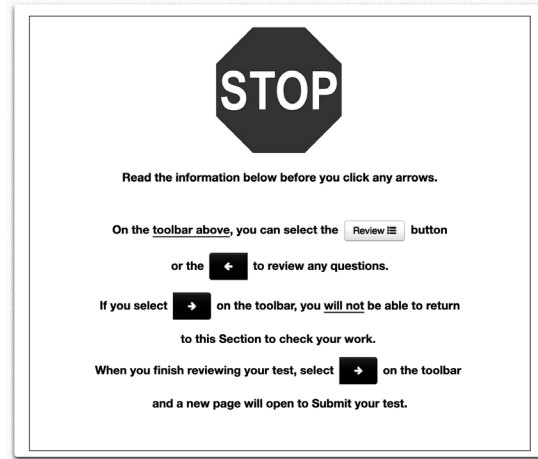 STOP
Read the information below before you click any arrows.
On the toolbar above, you can select the Review button
or the to review any questions.
If you select on the toolbar, you will not be able to return
to this Section to check your work.
When you finish reviewing your test, select on the toolbar
and a new page will open to Submit your test.